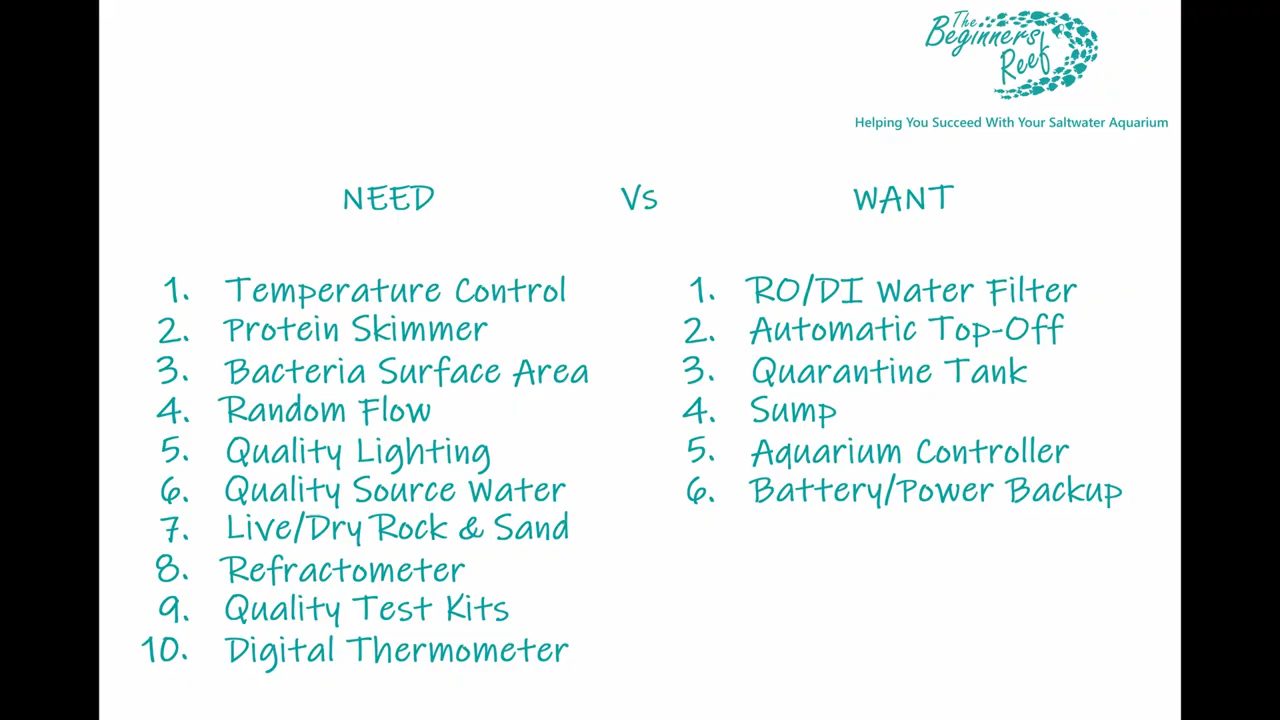 The
Beginners
Reef
Helping You Succeed With Your Saltwater Aquarium
NEED Vs WANT
1. Temperature Control
2. Protein Skimmer
3. Bacteria Surface Area
4. Random Flow
5. Quality Lighting
6. Quality Source Water
7. Live/Dry Rock & Sand
8. Refractometer
9. Quality Test Kits
10. Digital Thermometer
1. RO/DI Water Filter
2. Automatic Top-Off
3. Quarantine Tank
4. Sump
5. Aquarium Controller
6. Battery/Power Backup